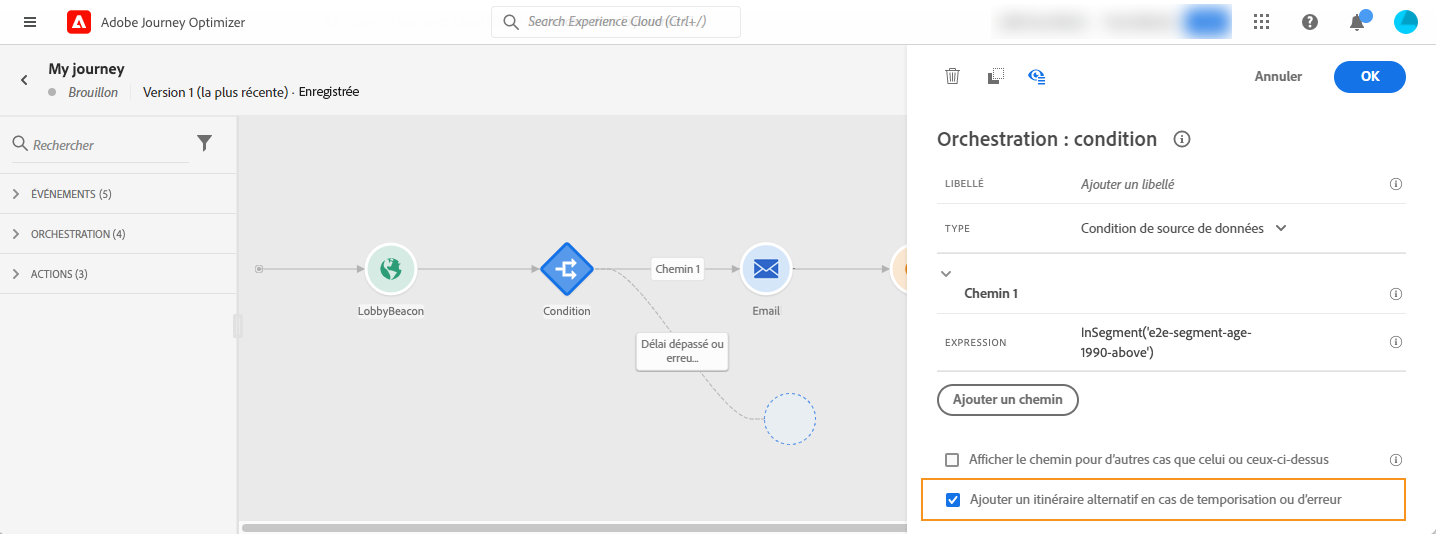 Adobe Journey Optimizer
Search Experience Cloud (Ctrl+/)
My journey
Brouillon
Version 1 (la plus récente) · Enregistrée
Rechercher
ÉVÉNEMENTS (5)
ORCHESTRATION (4)
ACTIONS (3)
LobbyBeacon
Condition
Chemin 1
Email
Délai dépassé ou
erreu...
Annuler
OK
Orchestration : condition
LIBELLÉ
Ajouter un libellé
TYPE
Condition de source de données
Chemin 1
EXPRESSION
InSegment('e2e-segment-age-
1990-above')
Ajouter un chemin
Afficher le chemin pour d'autres cas que celui ou ceux-ci-dessus
Ajouter un itinéraire alternatif en cas de temporisation ou d'erreur